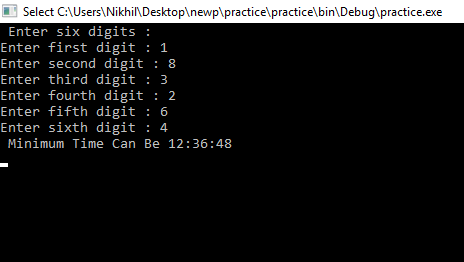 Select C:\Users\Nikhil\Desktop\newp\practice\practice\bin\Debug\practice.exe
Enter six digits :
Enter first digit : 1
Enter second digit : 8
Enter third digit : 3
Enter fourth digit : 2
Enter fifth digit : 6
Enter sixth digit : 4
Minimum Time Can Be 12:36:48